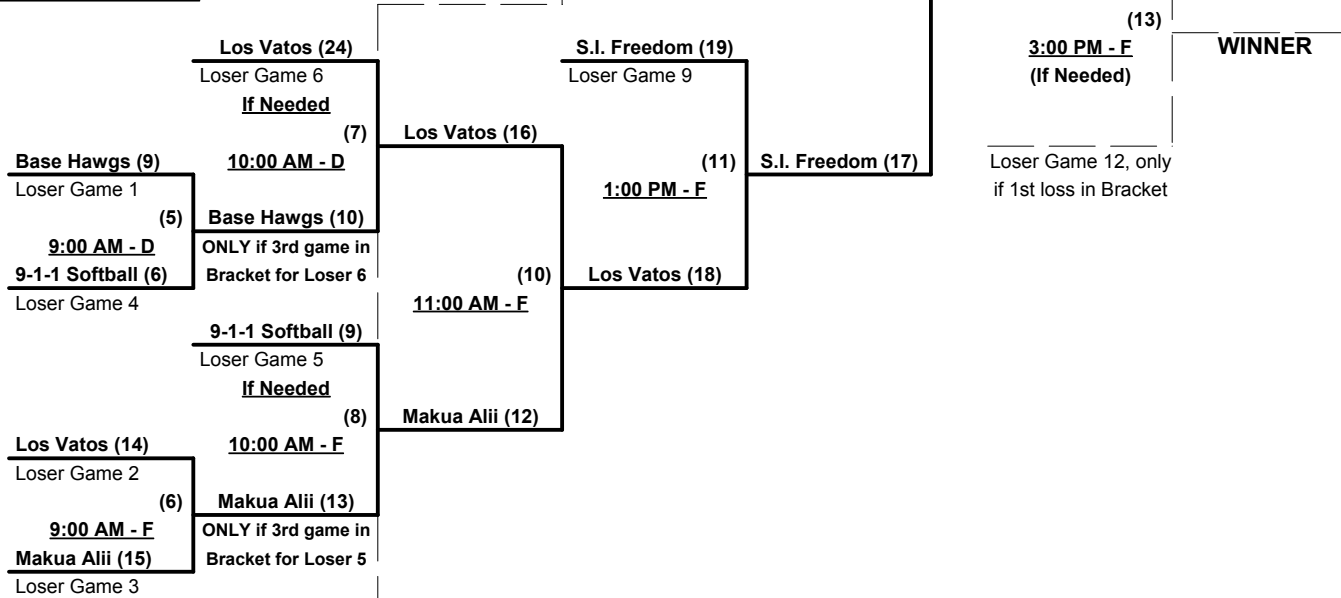 (13)
Los Vatos (24)
S.I. Freedom (19)
3:00 PM - F
WINNER
Loser Game 6
Loser Game 9
(If Needed)
If Needed
(7)
Los Vatos (16)
Base Hawgs (9)
10:00 AM - D
(11)
S.I. Freedom (17)
Loser Game 12, only
Loser Game 1
1:00 PM - F
if 1st loss in Bracket
(5)
Base Hawgs (10)
9:00 AM - D
ONLY if 3rd game in
9-1-1 Softball (6)
Bracket for Loser 6
(10)
Los Vatos (18)
Loser Game 4
11:00 AM - F
9-1-1 Softball (9)
Loser Game 5
If Needed
(8)
Makua Alii (12)
Los Vatos (14)
10:00 AM - F
Loser Game 2
(6)
Makua Alii (13)
9:00 AM - F
ONLY if 3rd game in
Makua Alii (15)
Bracket for Loser 5
Loser Game 3